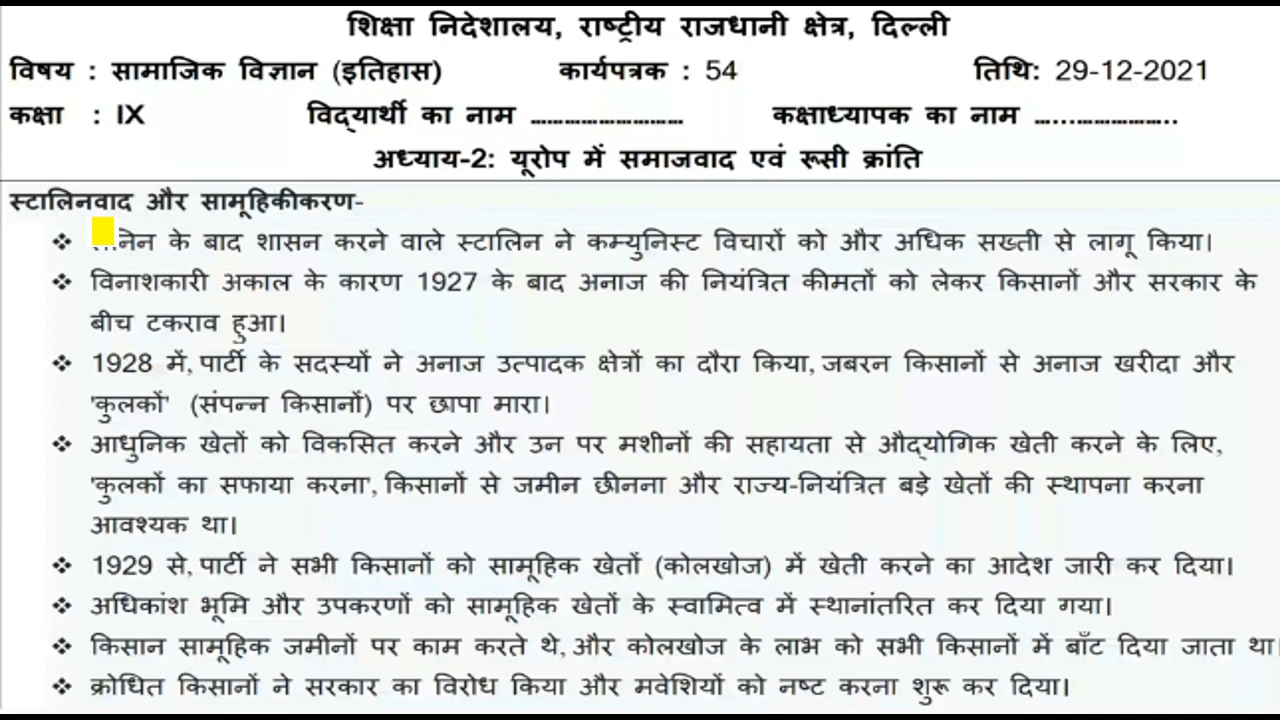 शिक्षा निदेशालय, राष्ट्रीय राजधानी क्षेत्र, दिल्ली
विषय : सामाजिक विज्ञान (इतिहास) कार्यपत्रक : 54 तिथि: 29-12-2021
कक्षा : IX विद्यार्थी का नाम ........................... कक्षाध्यापक का नाम .........................
अध्याय-2: यूरोप में समाजवाद एवं रूसी क्रांति
स्टालिनवाद और सामूहिकीकरण-
❖ के बाद शासन करने वाले स्टालिन ने कम्युनिस्ट विचारों को और अधिक सख्ती से लागू किया।
❖ विनाशकारी अकाल के कारण 1927 के बाद अनाज की नियंत्रित कीमतों को लेकर किसानों और सरकार के
बीच टकराव हुआ।
❖ 1928 में, पार्टी के सदस्यों ने अनाज उत्पादक क्षेत्रों का दौरा किया, जबरन किसानों से अनाज खरीदा और
'कुलकों' (संपन्न किसानों) पर छापा मारा।
❖ आधुनिक खेतों को विकसित करने और उन पर मशीनों की सहायता से औद्योगिक खेती करने के लिए,
'कुलकों का सफाया करना', किसानों से जमीन छीनना और राज्य-नियंत्रित बड़े खेतों की स्थापना करना
आवश्यक था।
❖ 1929 से, पार्टी ने सभी किसानों को सामूहिक खेतों (कोलखोज) में खेती करने का आदेश जारी कर दिया।
❖ अधिकांश भूमि और उपकरणों को सामूहिक खेतों के स्वामित्व में स्थानांतरित कर दिया गया।
❖ किसान सामूहिक जमीनों पर काम करते थे, और कोलखोज के लाभ को सभी किसानों में बाँट दिया जाता था।
❖ क्रोधित किसानों ने सरकार का विरोध किया और मवेशियों को नष्ट करना शुरू कर दिया।